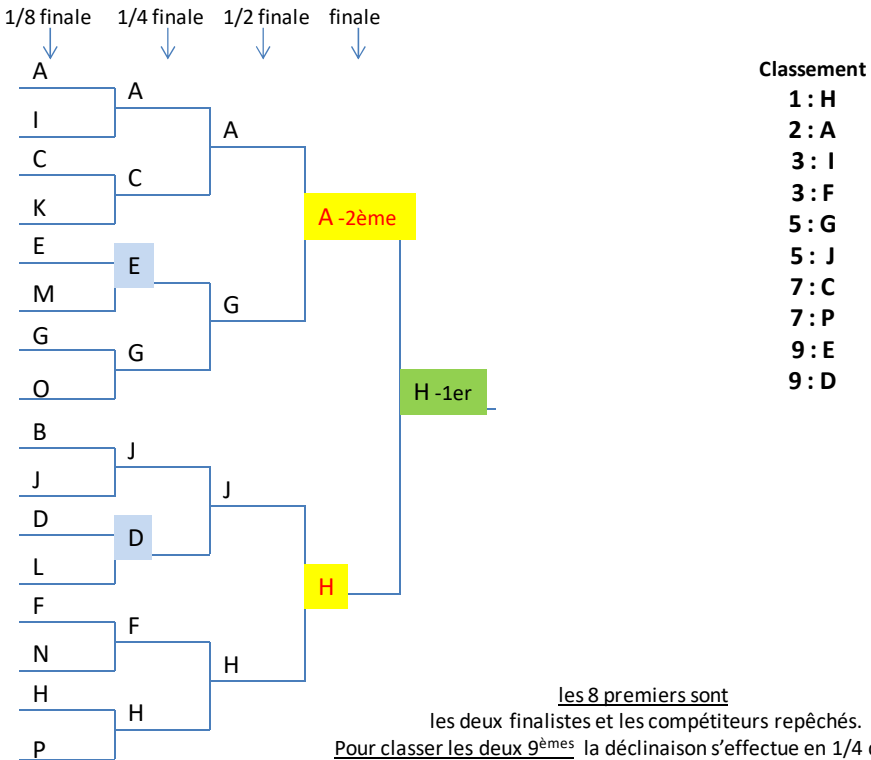 1/8 finale 1/4 finale 1/2 finale finale
A
A
I
A
C
C
K
A -2ème
E
E
M
G
G
G
O
H -1er
B
J
J
J
D
D
L
H
F
F
N
H
H
H
P
Classement
1 : H
2 : A
3 : I
3 : F
5 : G
5 : J
7 : C
7 : P
9 : E
9 : D
les 8 premiers sont
les deux finalistes et les compétiteurs repêchés.
Pour classer les deux 9èmes la déclinaison s'effectue en 1/4